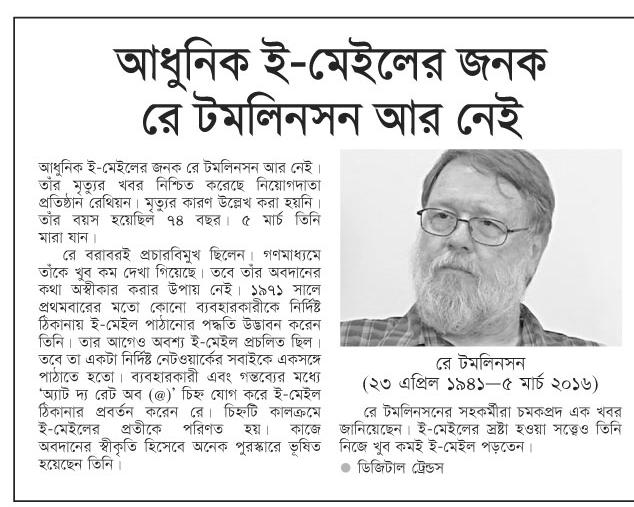 আধুনিক ই-মেইলের জনক
রে টমলিনসন আর নেই
আধুনিক ই-মেইলের জনক রে টমলিনসন আর নেই।
তাঁর মৃত্যুর খবর নিশ্চিত করেছে নিয়োগদাতা
প্রতিষ্ঠান রেথিয়ন। মৃত্যুর কারণ উল্লেখ করা হয়নি।
তাঁর বয়স হয়েছিল ৭৪ বছর। ৫ মার্চ তিনি
মারা যান।
রে বরাবরই প্রচারবিমুখ ছিলেন। গণমাধ্যমে
তাঁকে খুব কম দেখা গিয়েছে। তবে তাঁর অবদানের
কথা অস্বীকার করার উপায় নেই। ১৯৭১ সালে
প্রথমবারের মতো কোনো ব্যবহারকারীকে নির্দিষ্ট
ঠিকানায় ই-মেইল পাঠানোর পদ্ধতি উদ্ভাবন করেন
তিনি। তার আগেও অবশ্য ই-মেইল প্রচলিত ছিল।
তবে তা একটা নির্দিষ্ট নেটওয়ার্কের সবাইকে একসঙ্গে
পাঠাতে হতো। ব্যবহারকারী এবং গন্তব্যের মধ্যে
'অ্যাট দ্য রেট অব (@)' চিহ্ন যোগ করে ই-মেইল
ঠিকানার প্রবর্তন করেন রে। চিহ্নটি কালক্রমে
ই-মেইলের প্রতীকে পরিণত হয়। কাজে
অবদানের স্বীকৃতি হিসেবে অনেক পুরস্কারে ভূষিত
হয়েছেন তিনি।
রে টমলিনসন
(২৩ এপ্রিল ১৯৪১—৫ মার্চ ২০১৬)
রে টমলিনসনের সহকর্মীরা চমকপ্রদ এক খবর
জানিয়েছেন। ই-মেইলের স্রষ্টা হওয়া সত্ত্বেও তিনি
নিজে খুব কমই ই-মেইল পড়তেন।
● ডিজিটাল ট্রেন্ডস